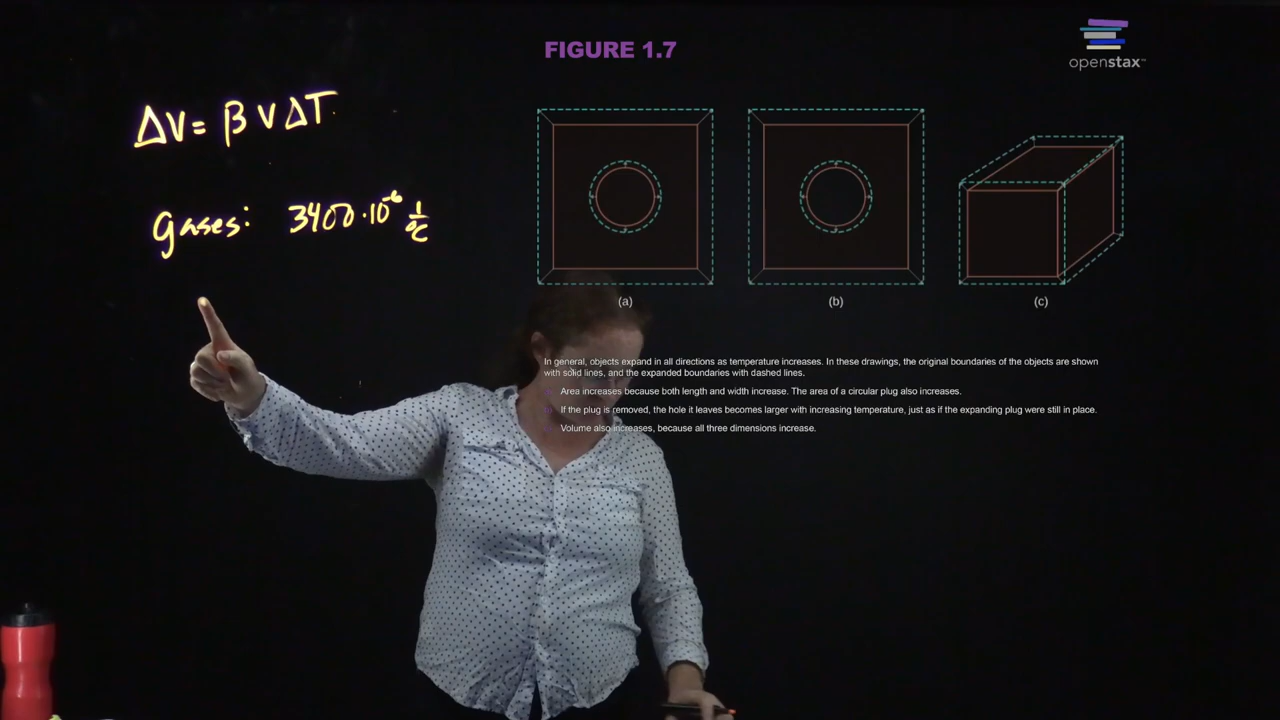 FIGURE 1.7
openstax™
ΔV = β V ΔT
gases: 3400·10⁻⁶ 1/°C
(a)
(b)
(c)
In general, objects expand in all directions as temperature increases. In these drawings, the original boundaries of the objects are shown
with solid lines, and the expanded boundaries with dashed lines.
Area increases because both length and width increase. The area of a circular plug also increases.
If the plug is removed, the hole it leaves becomes larger with increasing temperature, just as if the expanding plug were still in place.
Volume also increases, because all three dimensions increase.